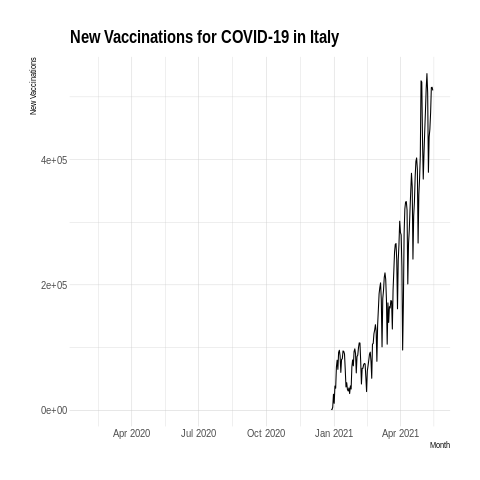 New Vaccinations for COVID-19 in Italy
New Vaccinations
4e+05
2e+05
0e+00
Apr 2020 Jul 2020 Oct 2020 Jan 2021 Apr 2021
Month